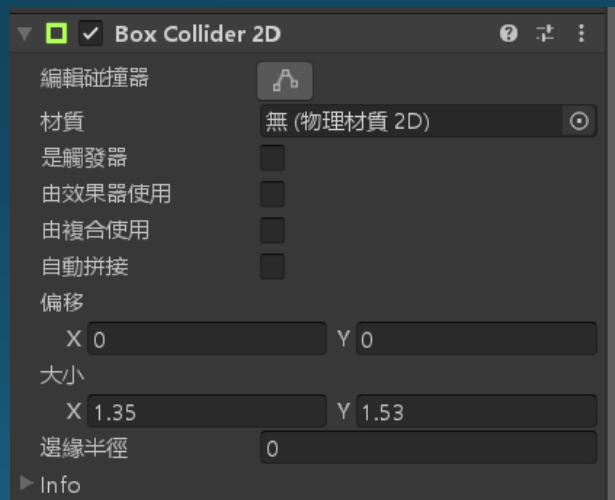 Box Collider 2D
編輯碰撞器
材質 無 (物理材質 2D)
是觸發器
由效果器使用
由複合使用
自動拼接
偏移
X 0 Y 0
大小
X 1.35 Y 1.53
邊緣半徑 0
Info